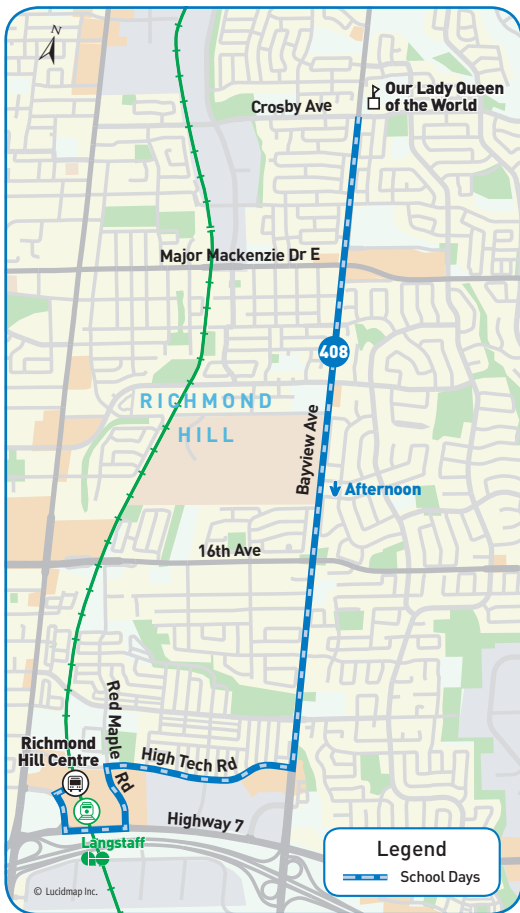 N
Our Lady Queen
of the World
Crosby Ave
Major Mackenzie Dr E
408
RICHMOND
HILL
Bayview Ave
Afternoon
16th Ave
Red Maple Rd
High Tech Rd
Richmond
Hill Centre
Highway 7
Langstaff
Legend
School Days
© Lucidmap Inc.